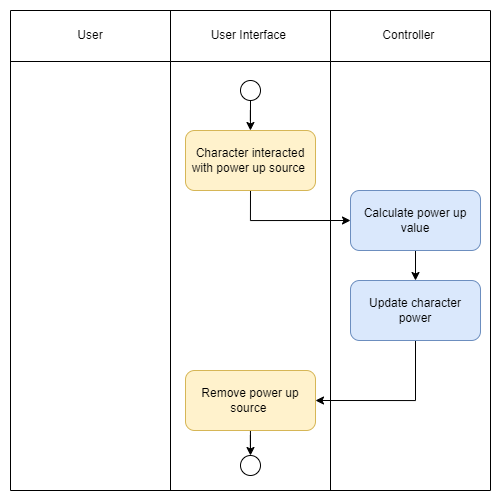 User
User Interface
Controller
Character interacted
with power up source
Calculate power up
value
Update character
power
Remove power up
source